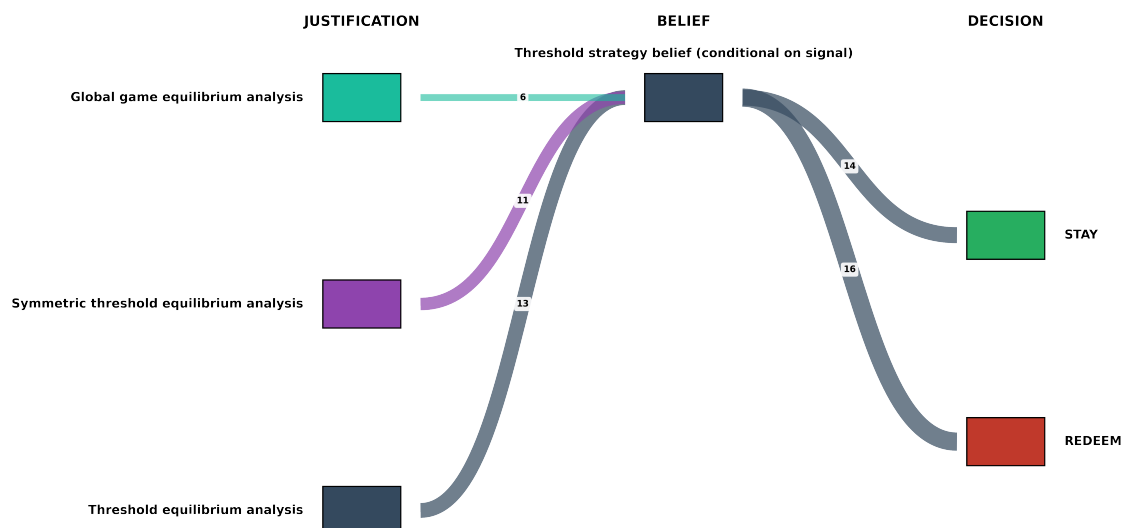 JUSTIFICATION
BELIEF
DECISION
Threshold strategy belief (conditional on signal)
Global game equilibrium analysis
6
14
11
STAY
16
Symmetric threshold equilibrium analysis
13
REDEEM
Threshold equilibrium analysis